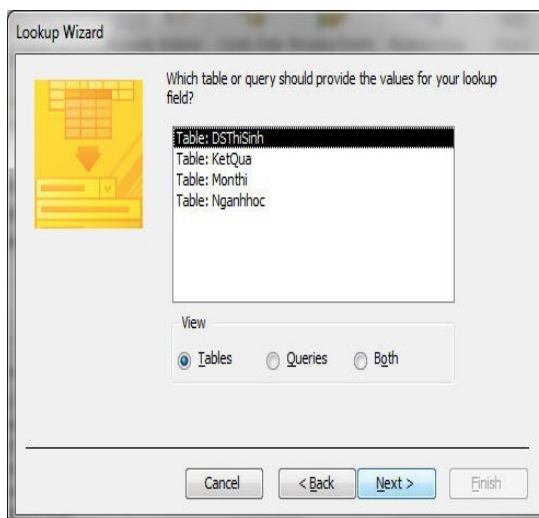 Lookup Wizard
Which table or query should provide the values for your lookup
field?
Table: DSThiSinh
Table: KetQua
Table: Monthi
Table: Nganhhoc
View
Tables Queries Both
Cancel < Back Next > Finish